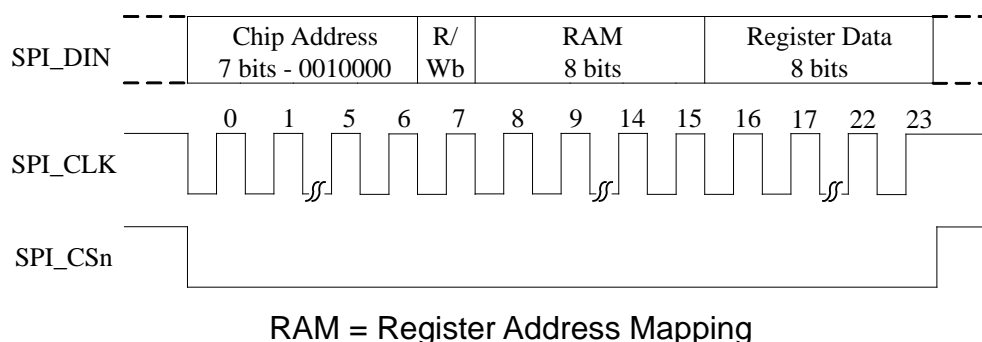 SPI_DIN
Chip Address
7 bits - 0010000
R/
Wb
RAM
8 bits
Register Data
8 bits
0 1 5 6 7 8 9 14 15 16 17 22 23
SPI_CLK
SPI_CSn
RAM = Register Address Mapping